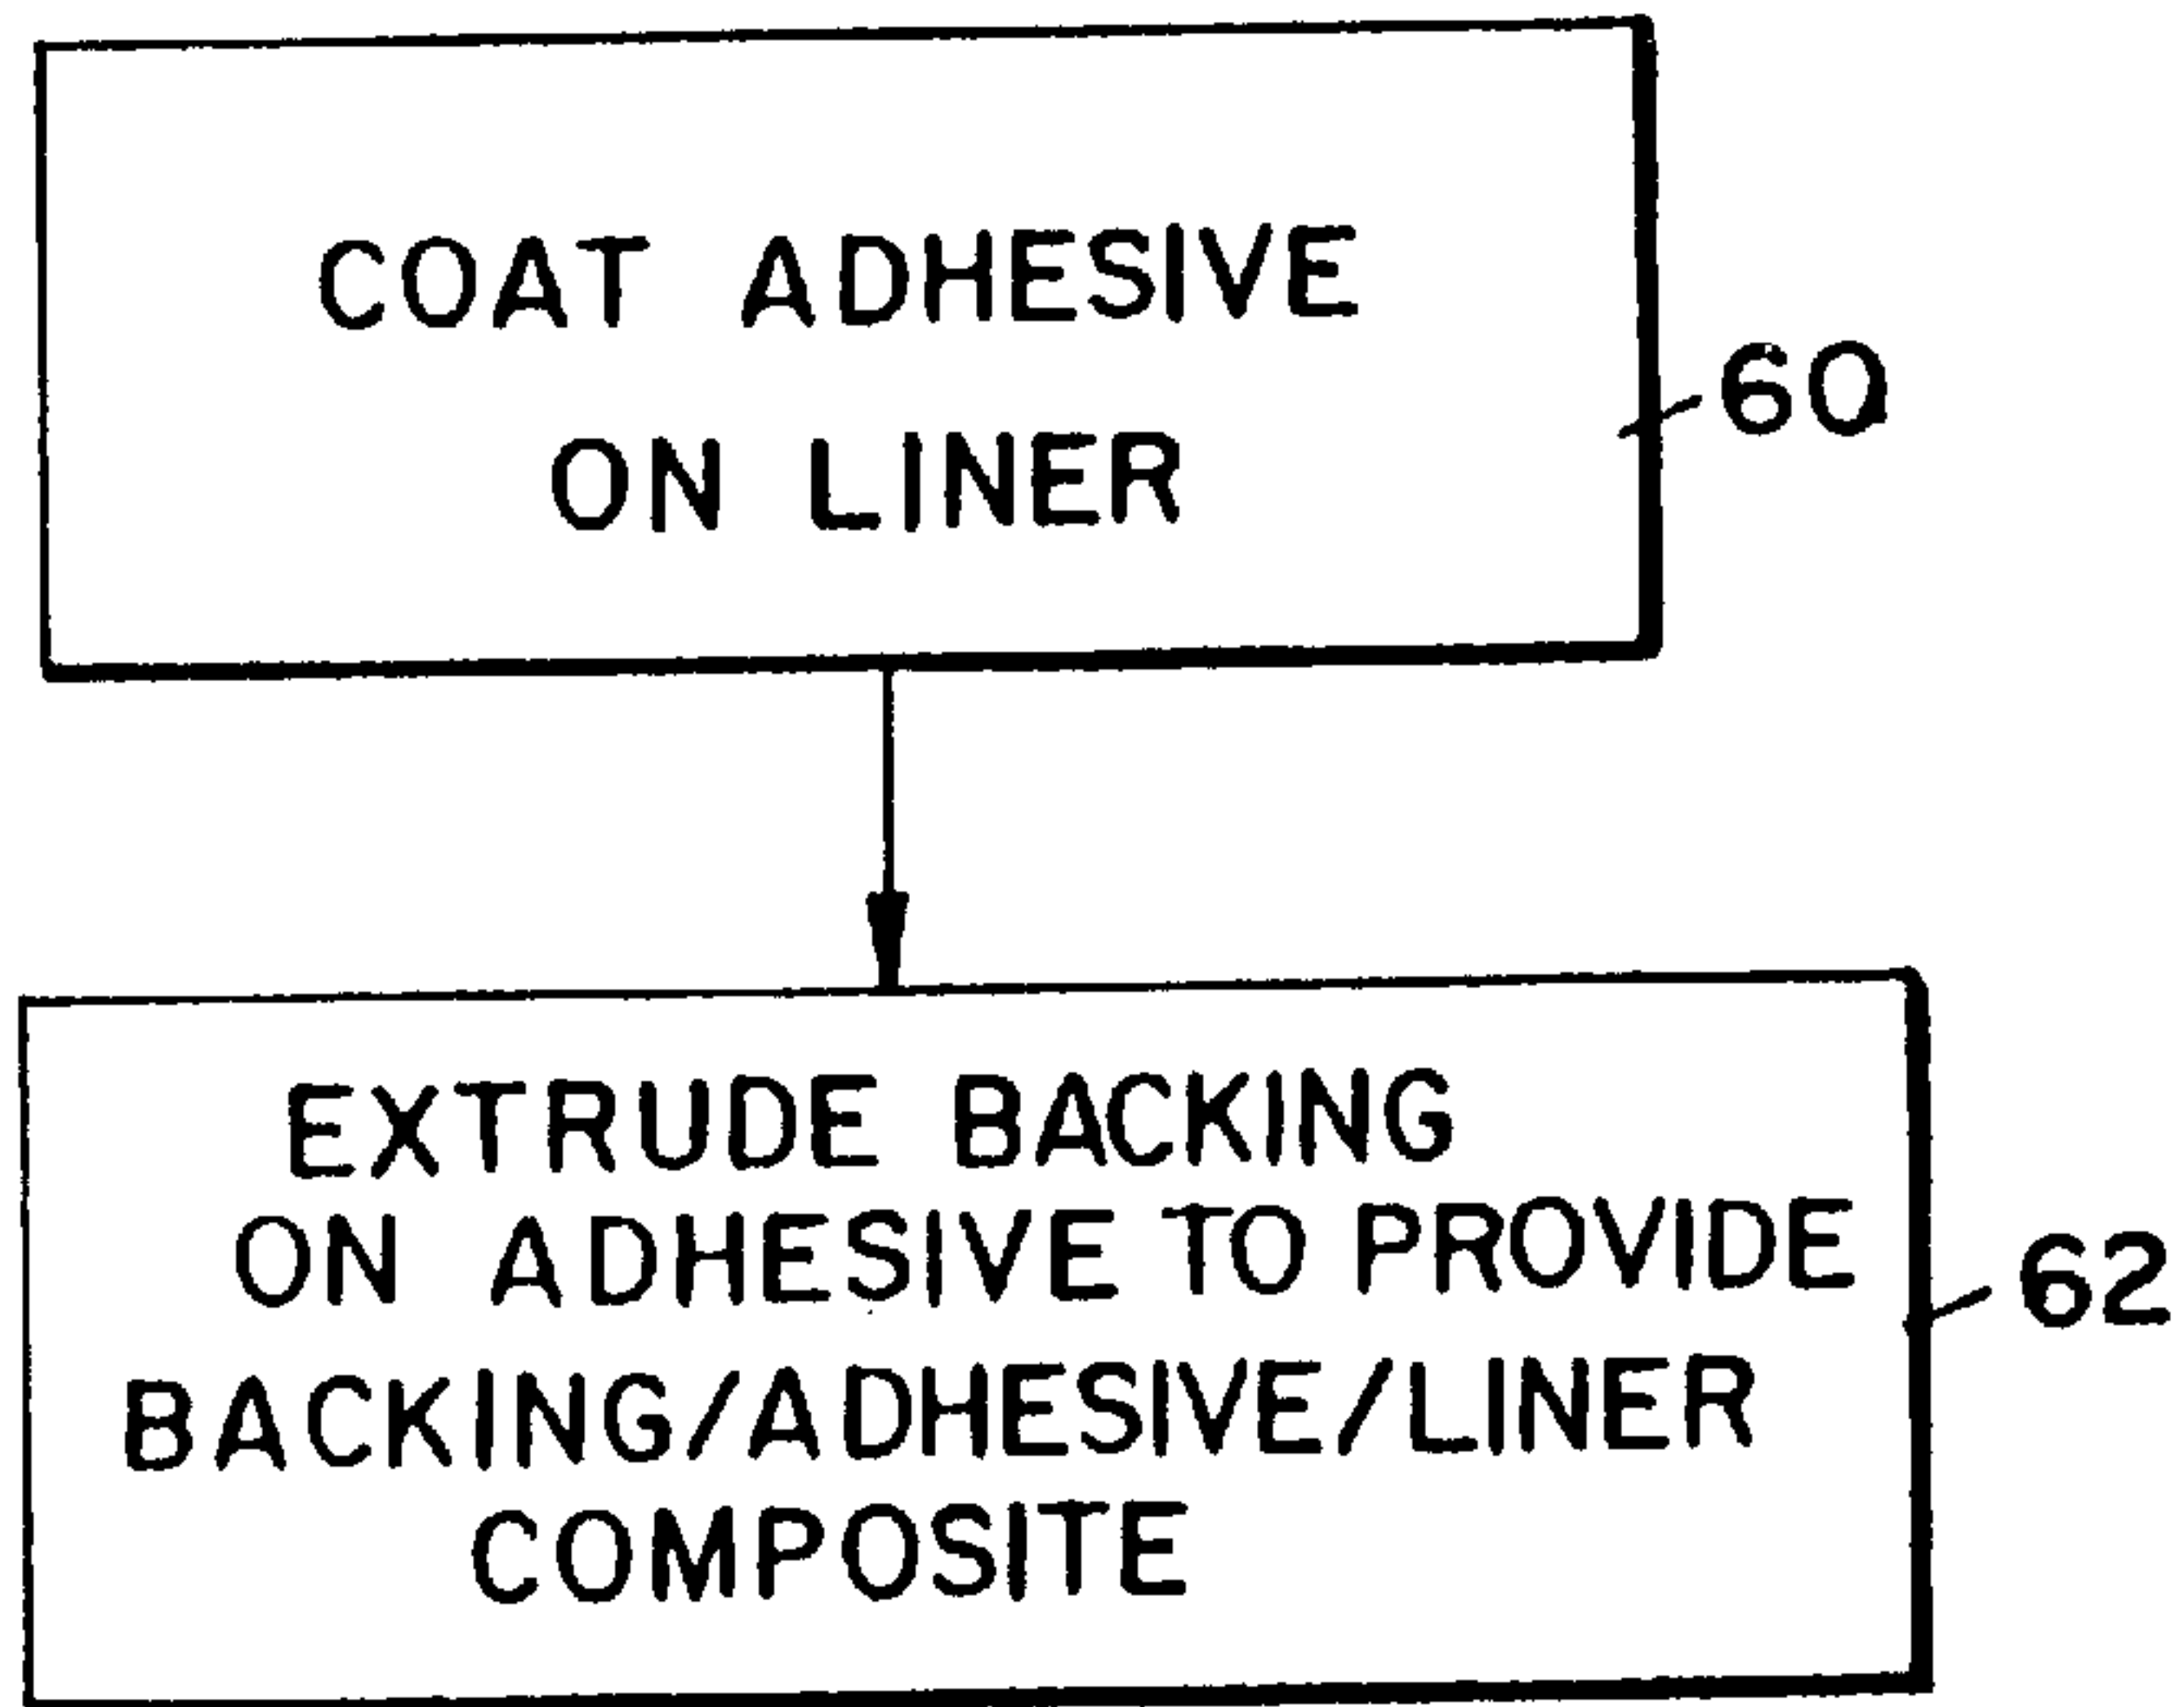 COAT ADHESIVE
ON LINER
60
EXTRUDE BACKING
ON ADHESIVE TO PROVIDE
BACKING/ADHESIVE/LINER
COMPOSITE
62